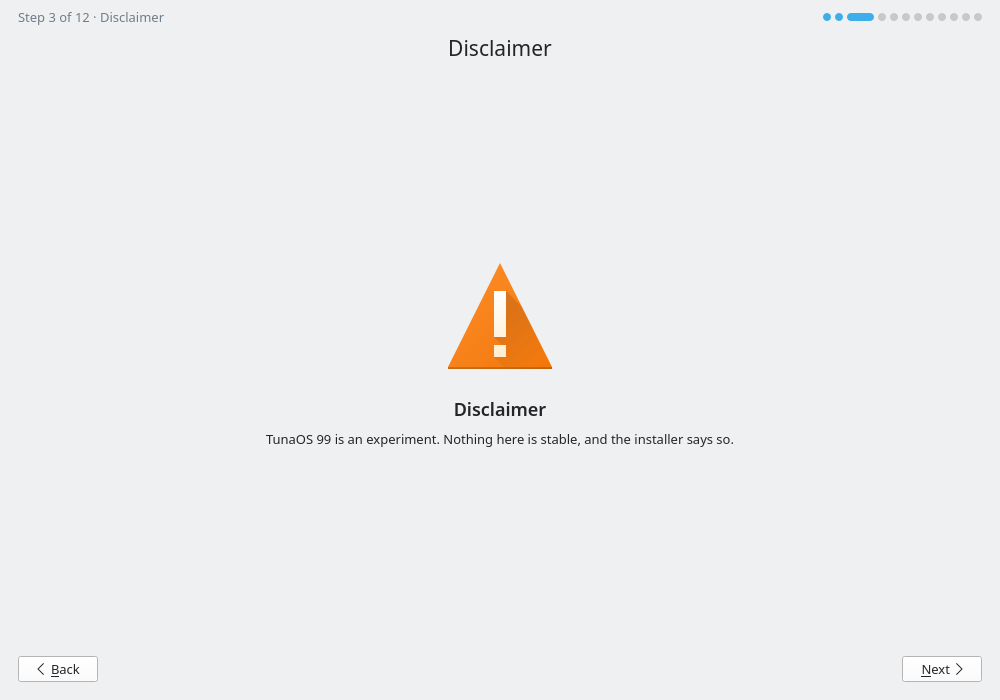 Step 3 of 12 · Disclaimer
Disclaimer
Disclaimer
TunaOS 99 is an experiment. Nothing here is stable, and the installer says so.
Back
Next